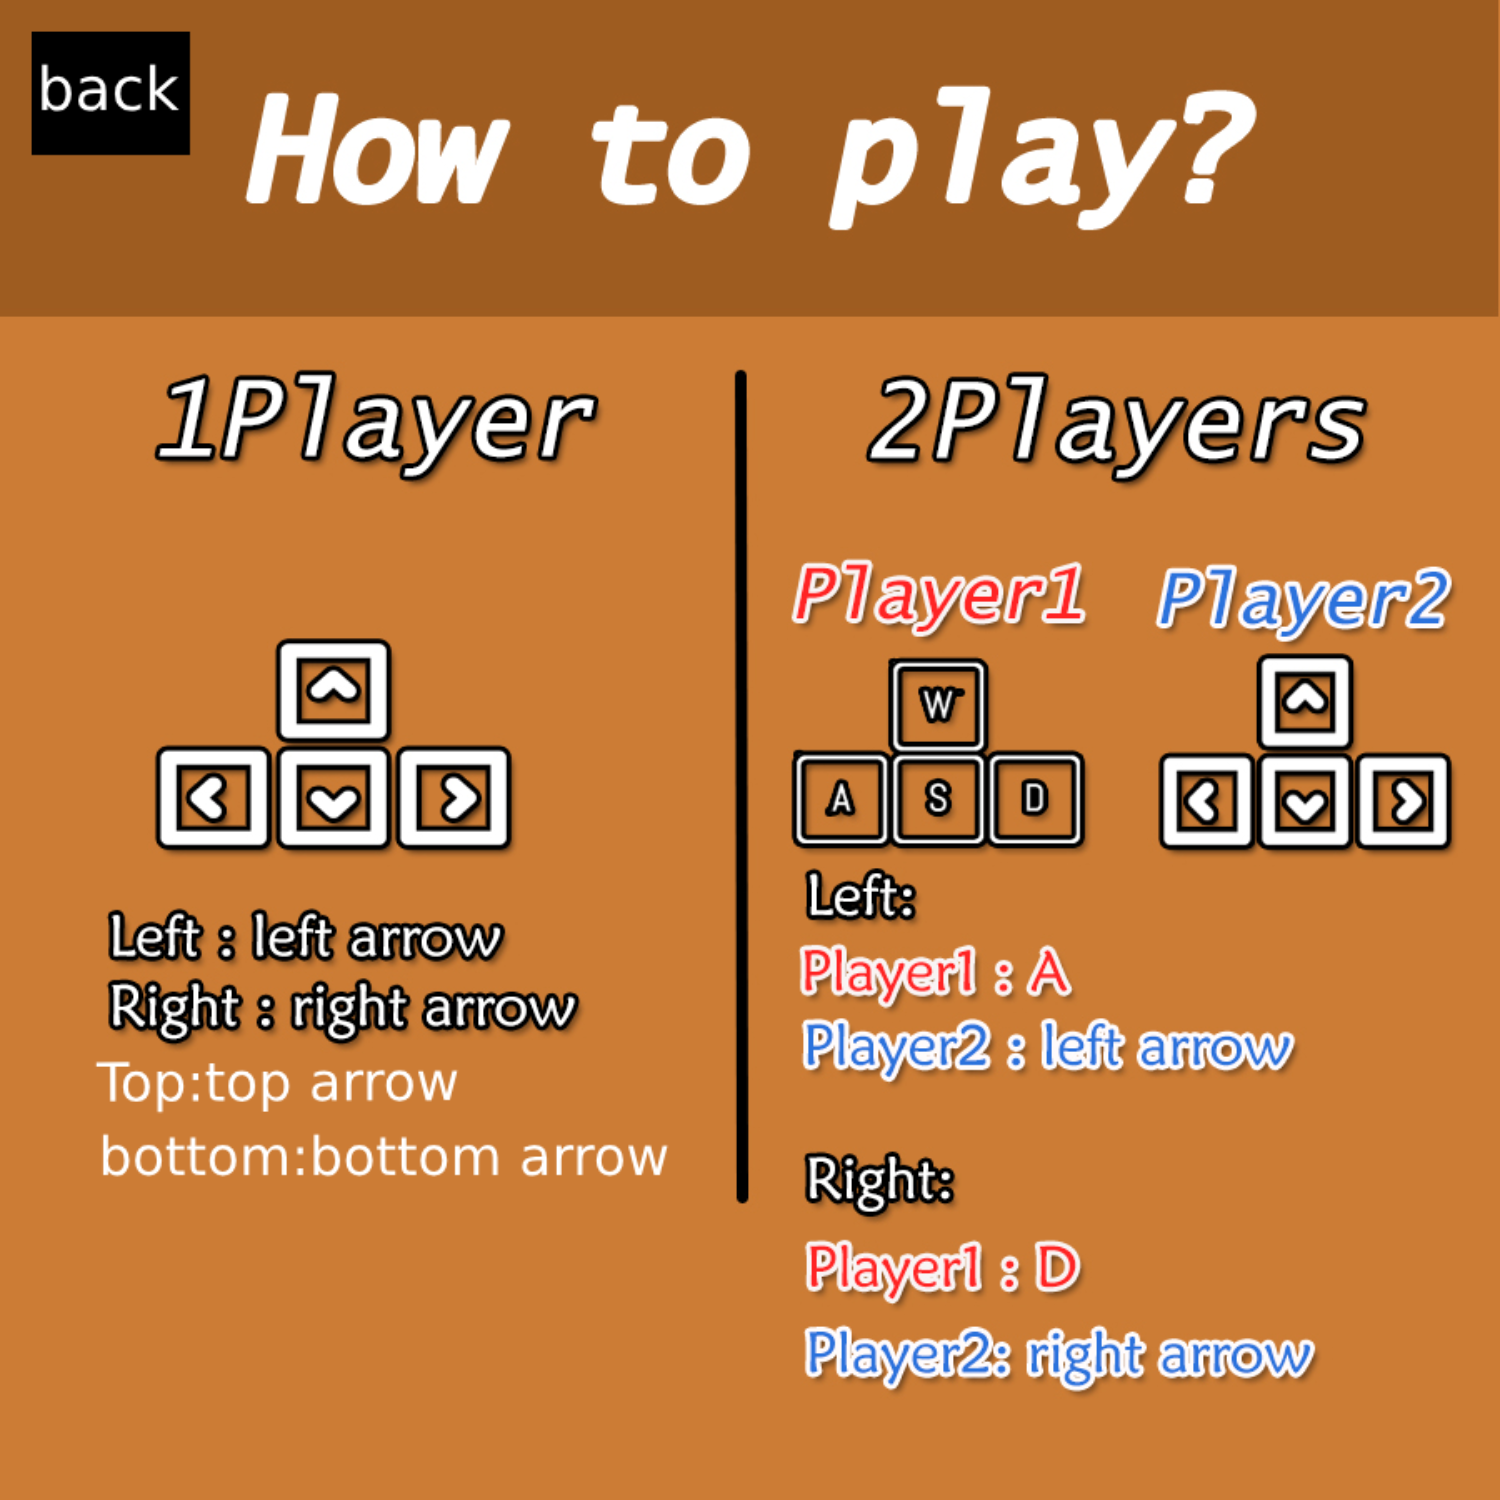 back
How to play?
1Player
Left : left arrow
Right : right arrow
Top:top arrow
bottom:bottom arrow
2Players
Player1 Player2
W
A S D
Left:
Player1 : A
Player2 : left arrow
Right:
Player1 : D
Player2: right arrow